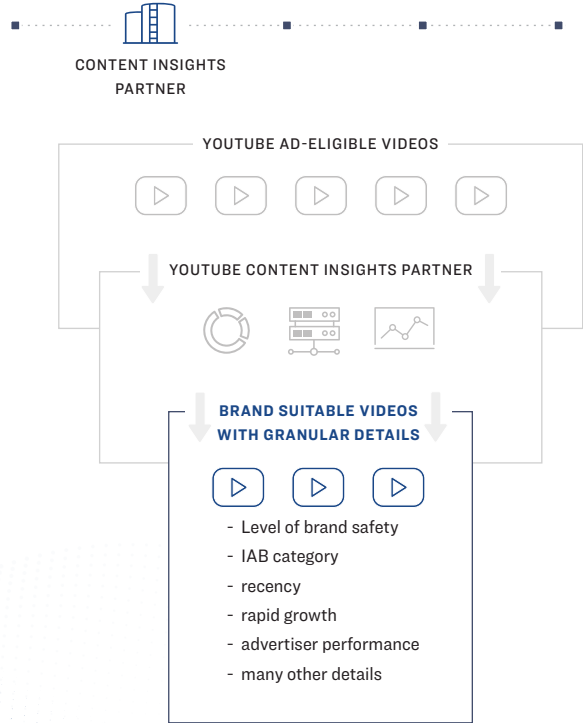 CONTENT INSIGHTS
PARTNER
YOUTUBE AD-ELIGIBLE VIDEOS
YOUTUBE CONTENT INSIGHTS PARTNER
BRAND SUITABLE VIDEOS
WITH GRANULAR DETAILS
- Level of brand safety
- IAB category
- recency
- rapid growth
- advertiser performance
- many other details